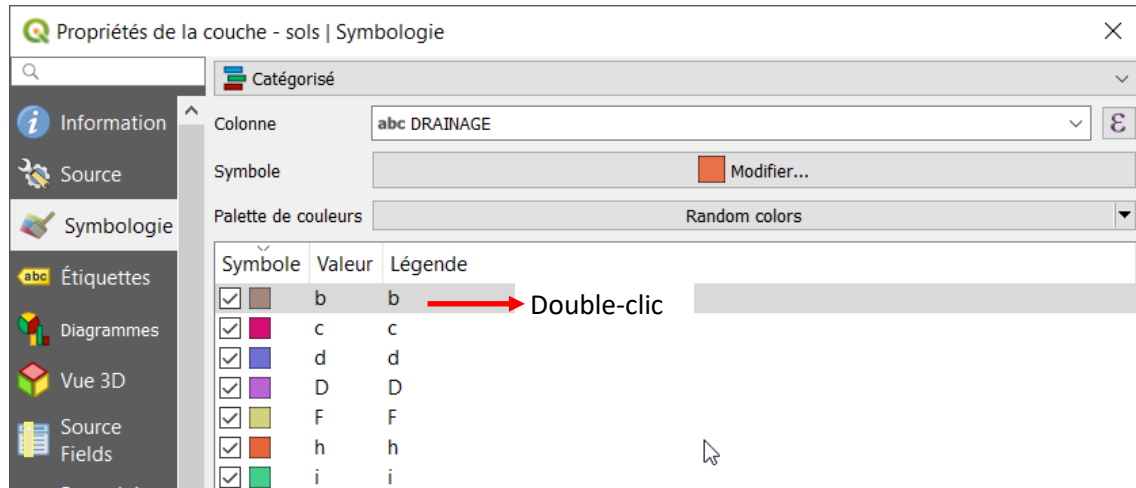 Propriétés de la couche - sols | Symbologie
Catégorisé
Information
Colonne abc DRAINAGE ε
Source
Symbole Modifier...
Symbologie
Palette de couleurs Random colors
Symbole Valeur Légende
abc Étiquettes
b b Double-clic
Diagrammes
c c
d d
Vue 3D
D D
Source
Fields
F F
h h
i i